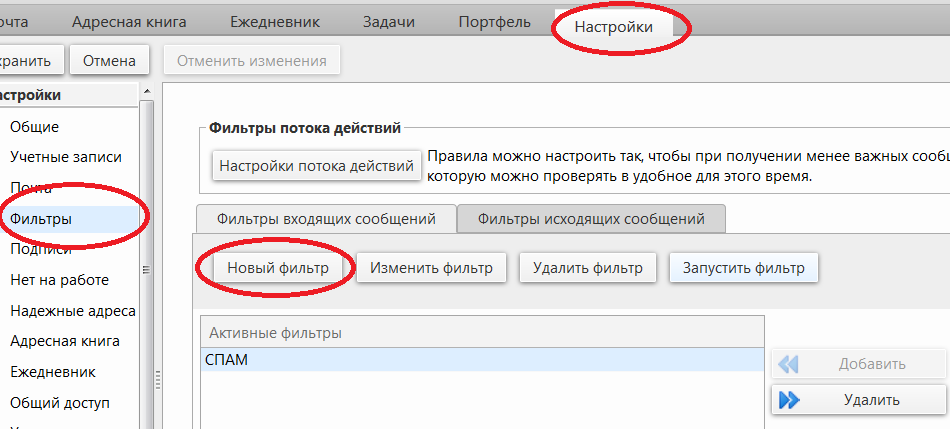 очта Адресная книга Ежедневник Задачи Портфель Настройки
хранить Отмена Отменить изменения
астройки
Общие
Учетные записи
Почта
Фильтры
Подписи
Нет на работе
Надежные адреса
Адресная книга
Ежедневник
Общий доступ
Фильтры потока действий
Настройки потока действий
Правила можно настроить так, чтобы при получении менее важных сообщ
которую можно проверять в удобное для этого время.
Фильтры входящих сообщений Фильтры исходящих сообщений
Новый фильтр Изменить фильтр Удалить фильтр Запустить фильтр
Активные фильтры
СПАМ
Добавить
Удалить